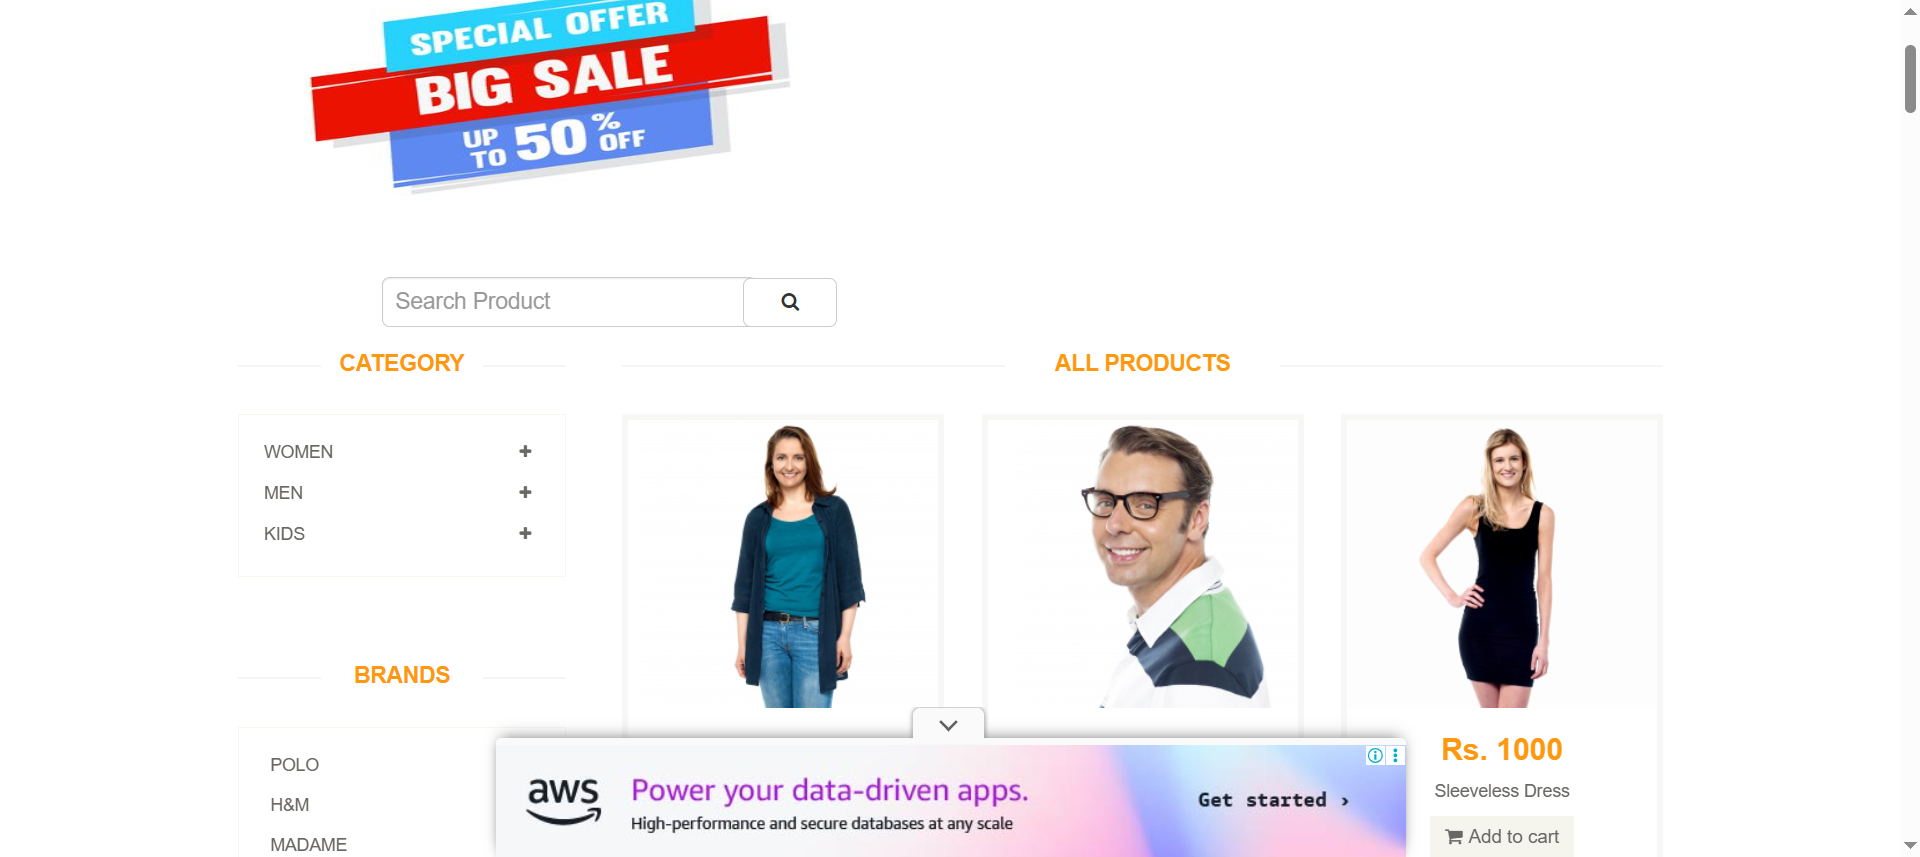 SPECIAL OFFER
BIG SALE
UP TO 50% OFF
Search Product
CATEGORY
WOMEN
MEN
KIDS
BRANDS
POLO
H&M
MADAME
ALL PRODUCTS
Rs. 1000
Sleeveless Dress
Add to cart
aws
Power your data-driven apps.
High-performance and secure databases at any scale
Get started ›